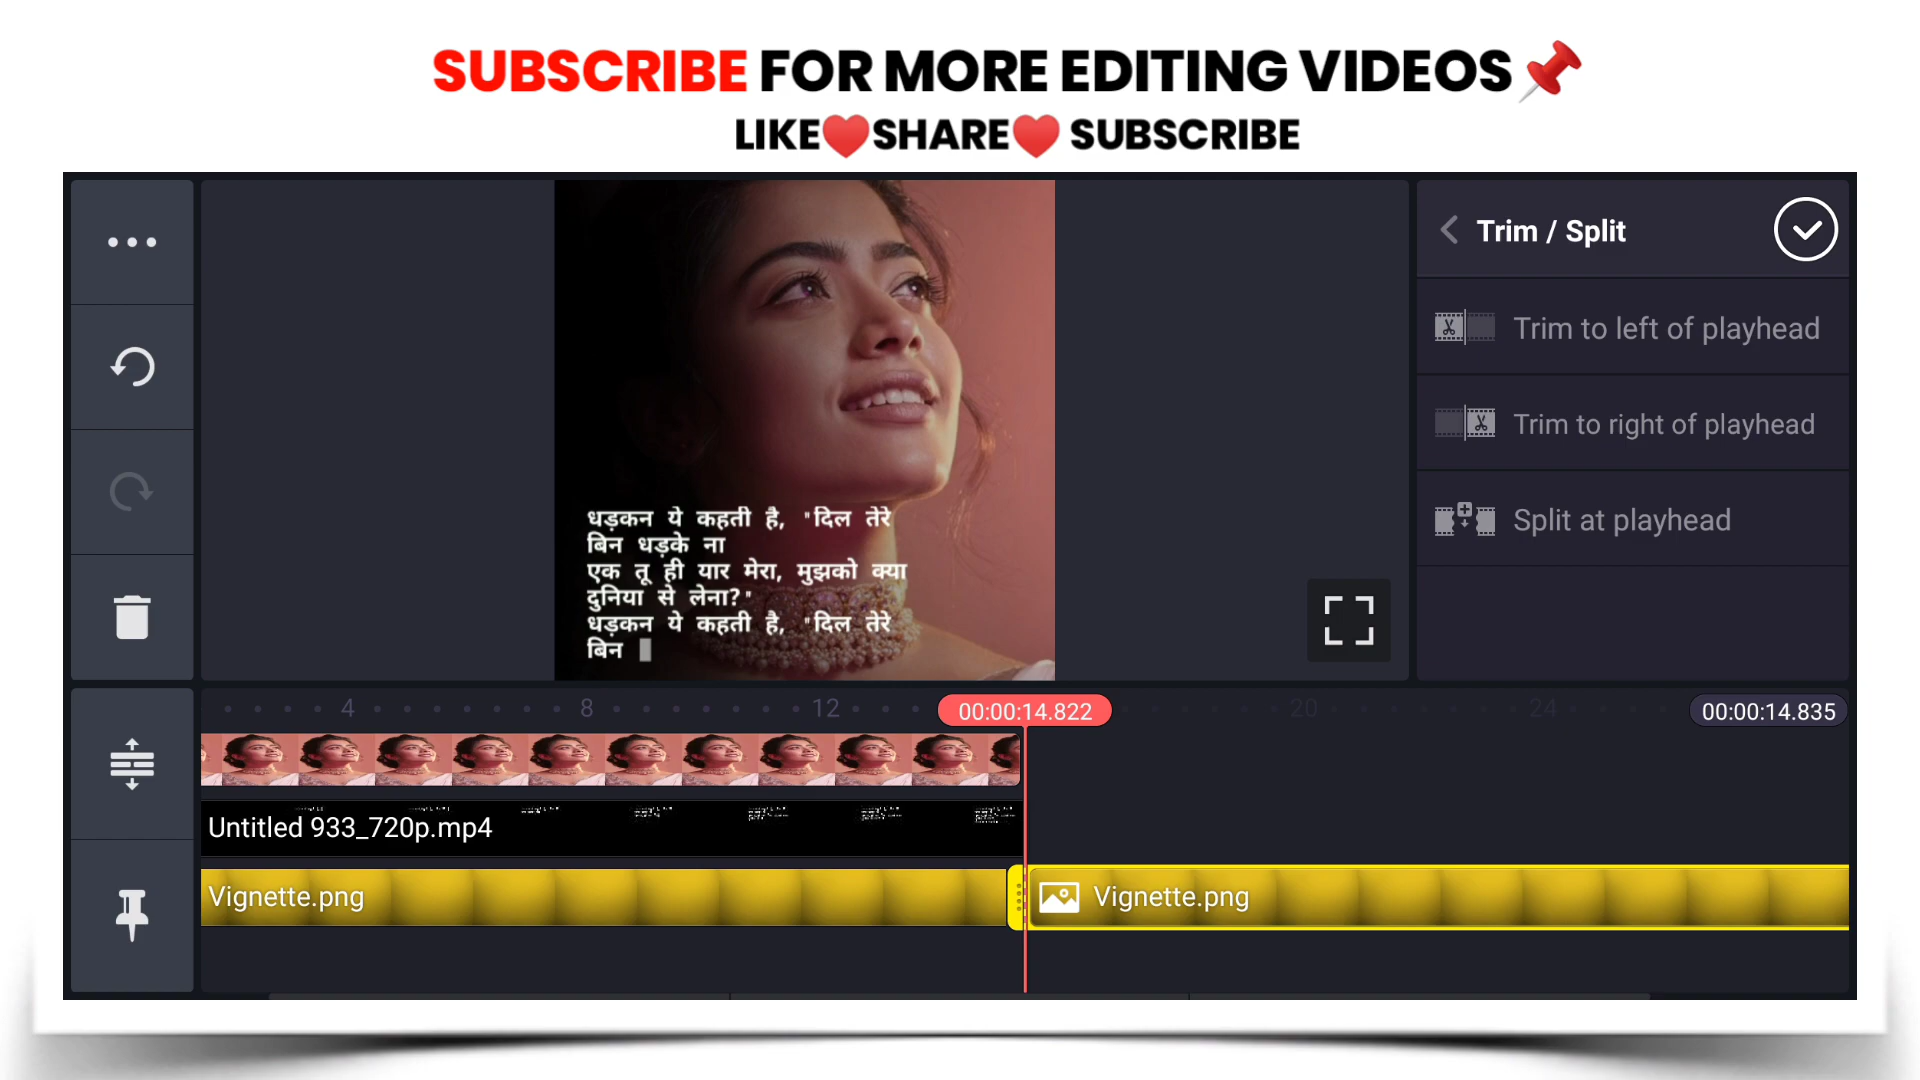 SUBSCRIBE FOR MORE EDITING VIDEOS📌
LIKE❤️SHARE❤️ SUBSCRIBE
Trim / Split
Trim to left of playhead
Trim to right of playhead
Split at playhead
धड़कन ये कहती है, "दिल तेरे
बिन धड़के ना
एक तू ही यार मेरा, मुझको क्या
दुनिया से लेना?"
धड़कन ये कहती है, "दिल तेरे
बिन
4 8 12 00:00:14.822 20 24 00:00:14.835
Untitled 933_720p.mp4
Vignette.png Vignette.png